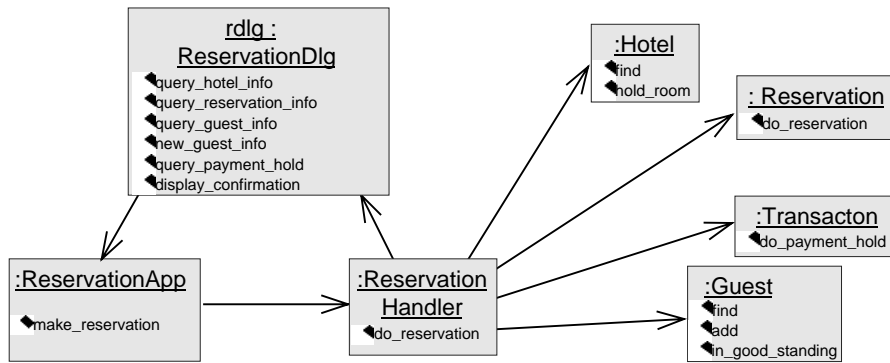 rdlg :
ReservationDlg
query_hotel_info
query_reservation_info
query_guest_info
new_guest_info
query_payment_hold
display_confirmation
:Hotel
find
hold_room
: Reservation
do_reservation
:Transacton
do_payment_hold
:ReservationApp
make_reservation
:Reservation
Handler
do_reservation
:Guest
find
add
in_good_standing